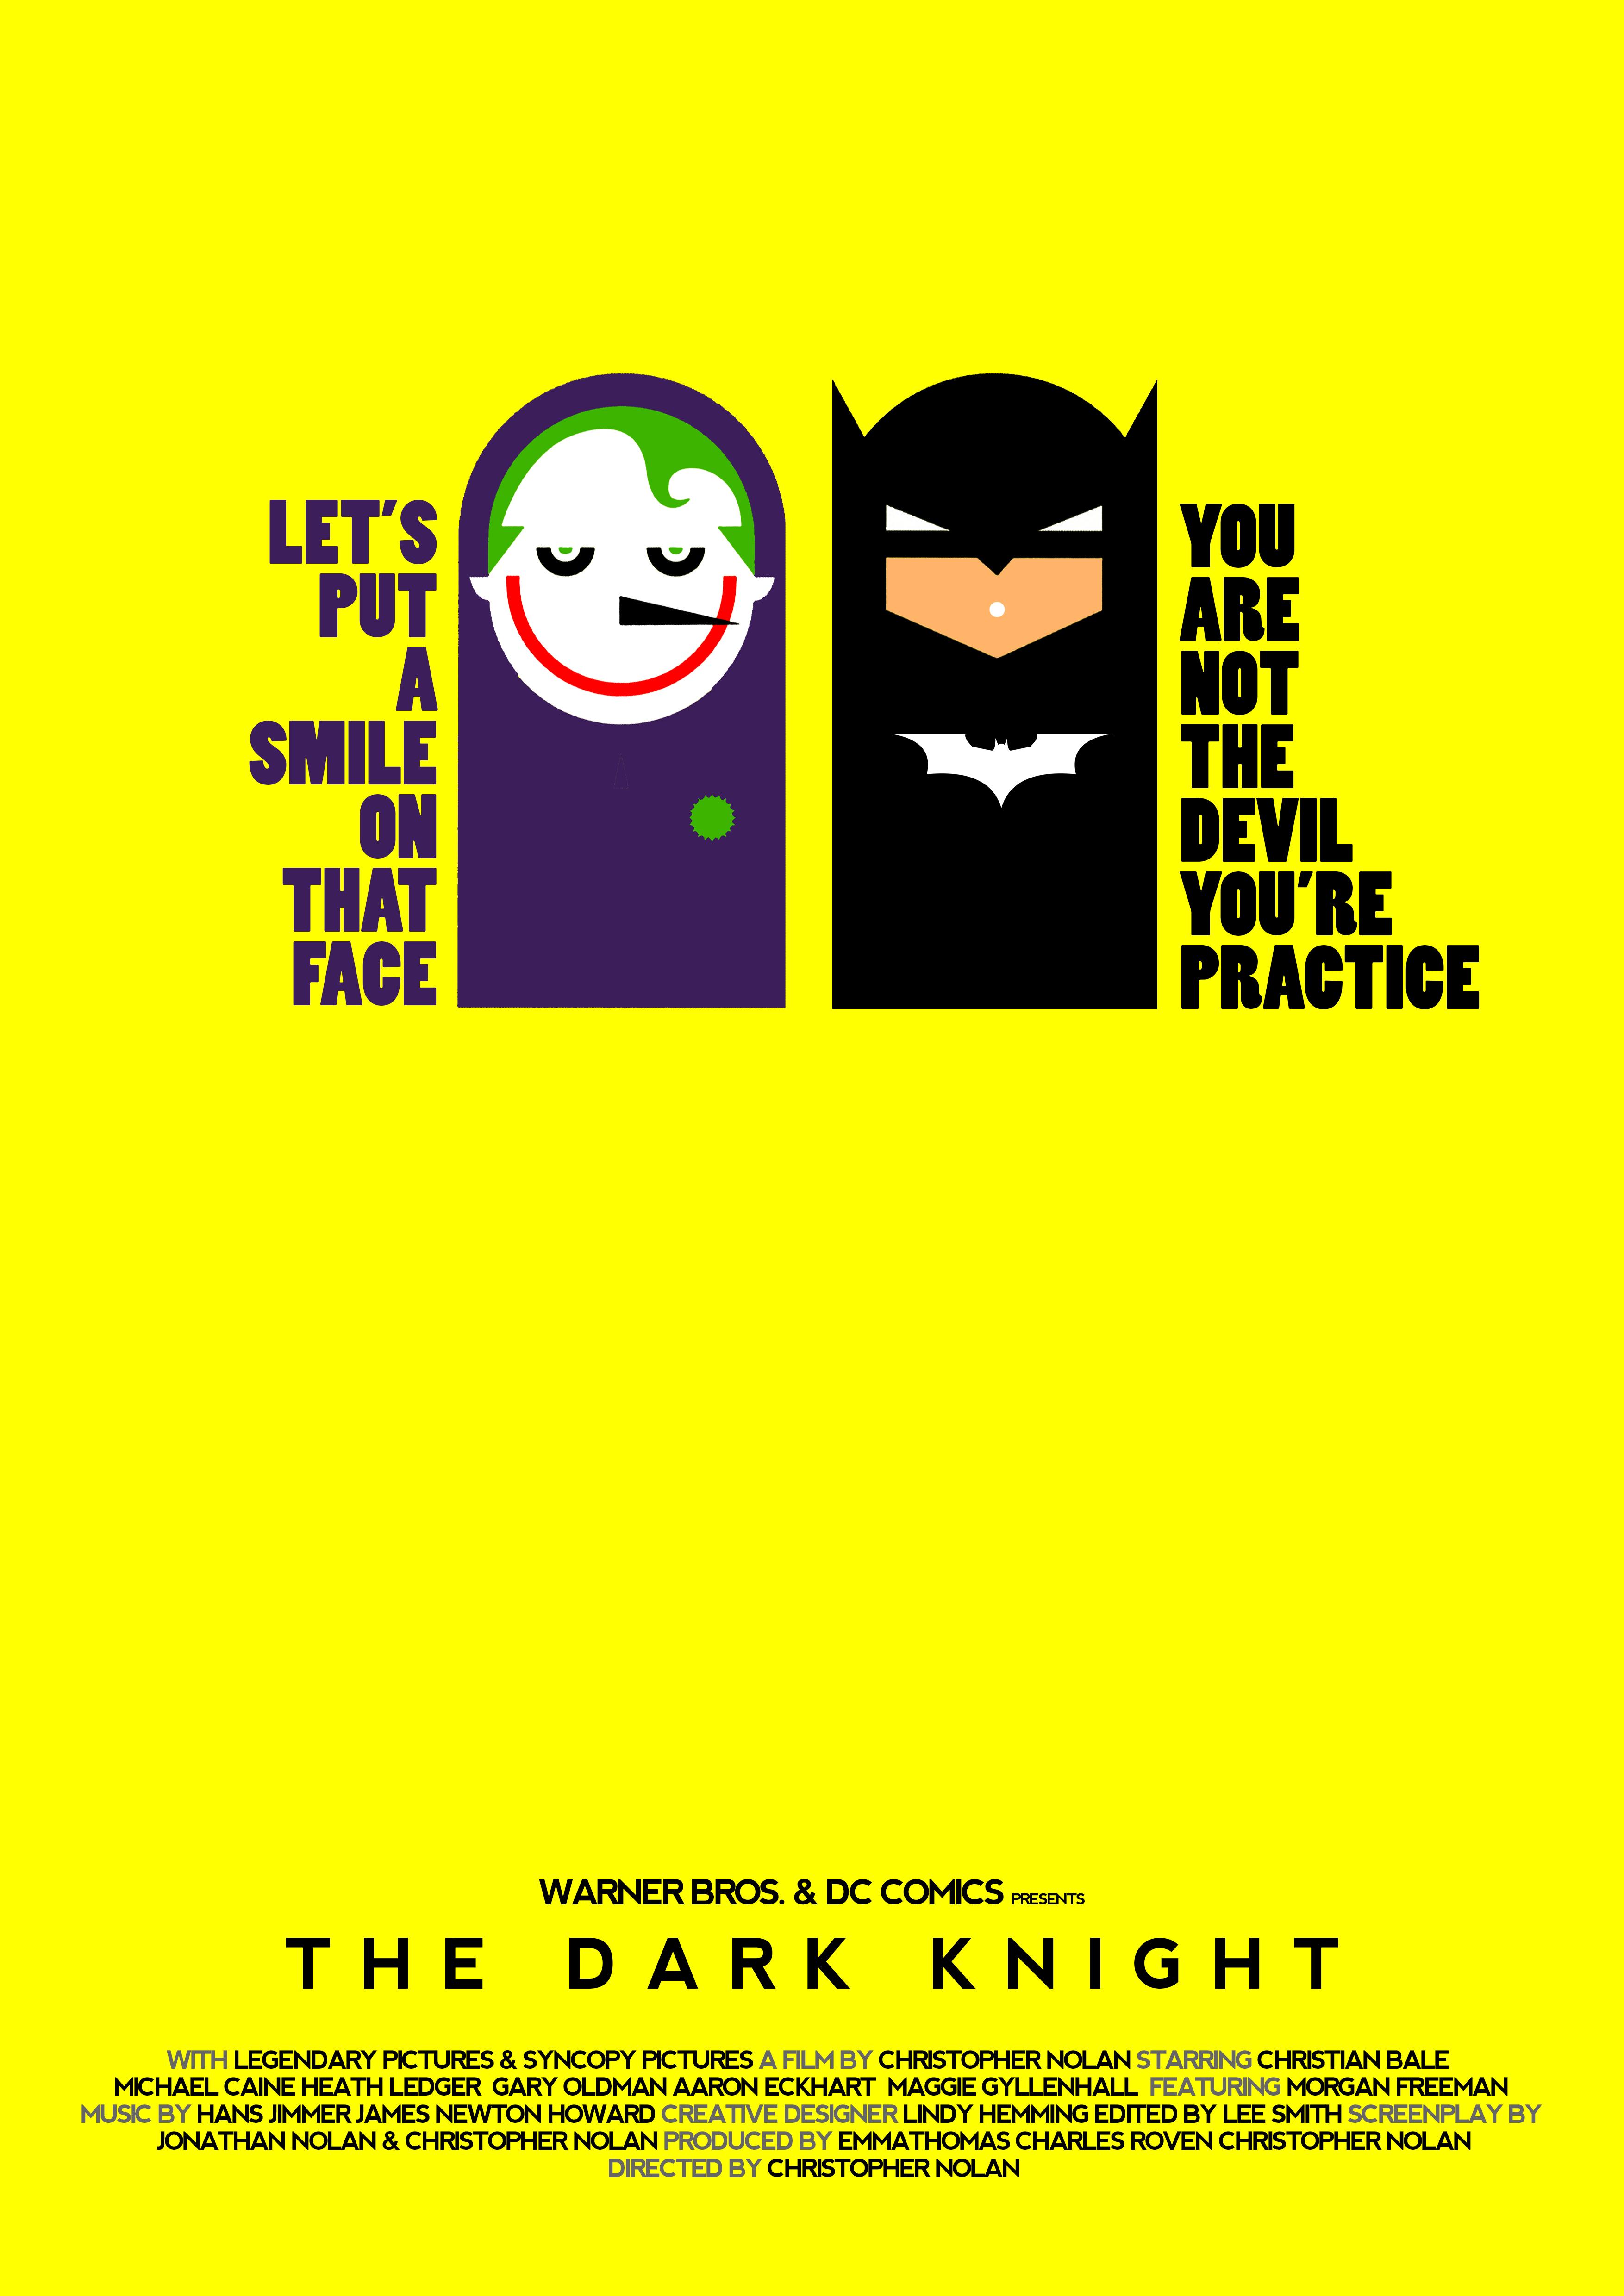 LET'S
PUT
A
SMILE
ON
THAT
FACE
YOU
ARE
NOT
THE
DEVIL
YOU'RE
PRACTICE
WARNER BROS. & DC COMICS PRESENTS
THE DARK KNIGHT
WITH LEGENDARY PICTURES & SYNCOPY PICTURES A FILM BY CHRISTOPHER NOLAN STARRING CHRISTIAN BALE
MICHAEL CAINE HEATH LEDGER GARY OLDMAN AARON ECKHART MAGGIE GYLLENHALL FEATURING MORGAN FREEMAN
MUSIC BY HANS JIMMER JAMES NEWTON HOWARD CREATIVE DESIGNER LINDY HEMMING EDITED BY LEE SMITH SCREENPLAY BY
JONATHAN NOLAN & CHRISTOPHER NOLAN PRODUCED BY EMMATHOMAS CHARLES ROVEN CHRISTOPHER NOLAN
DIRECTED BY CHRISTOPHER NOLAN